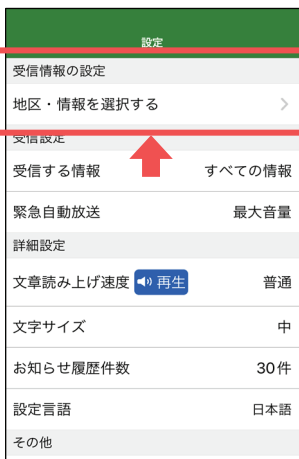 設定
受信情報の設定
地区・情報を選択する
受信設定
受信する情報 すべての情報
緊急自動放送 最大音量
詳細設定
文章読み上げ速度 再生 普通
文字サイズ 中
お知らせ履歴件数 30件
設定言語 日本語
その他